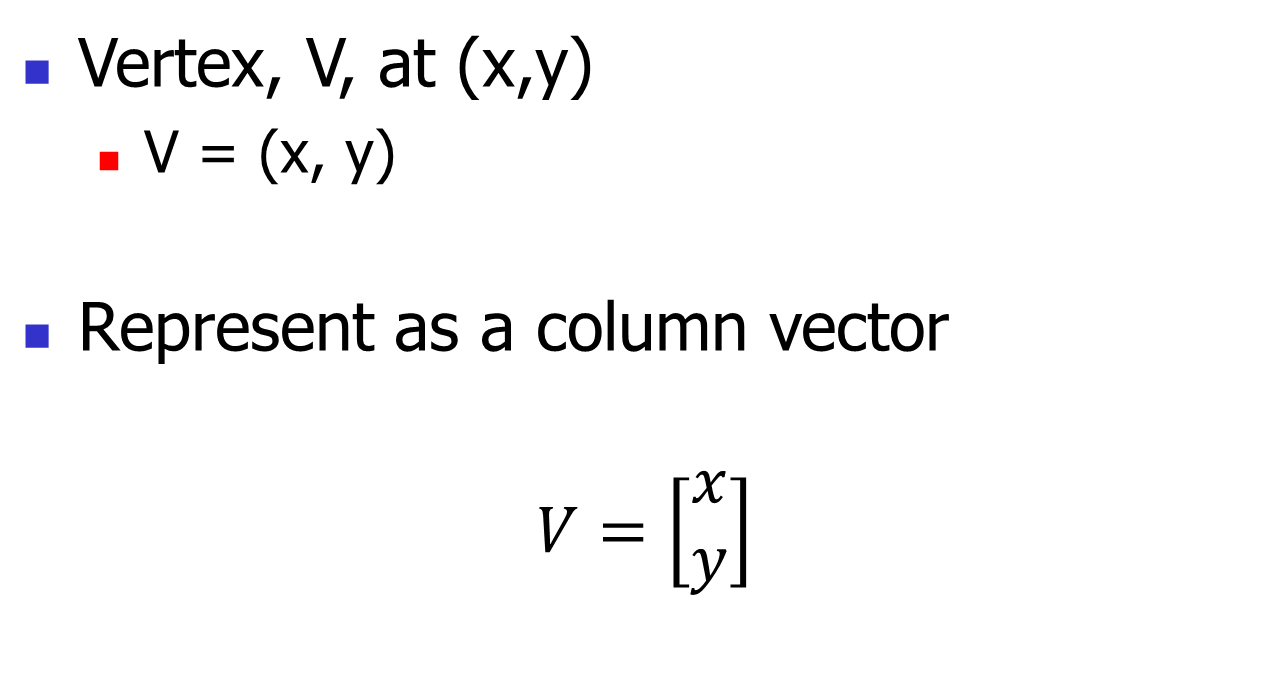 Vertex, V, at (x,y)
V = (x, y)
Represent as a column vector
V = [x
y]